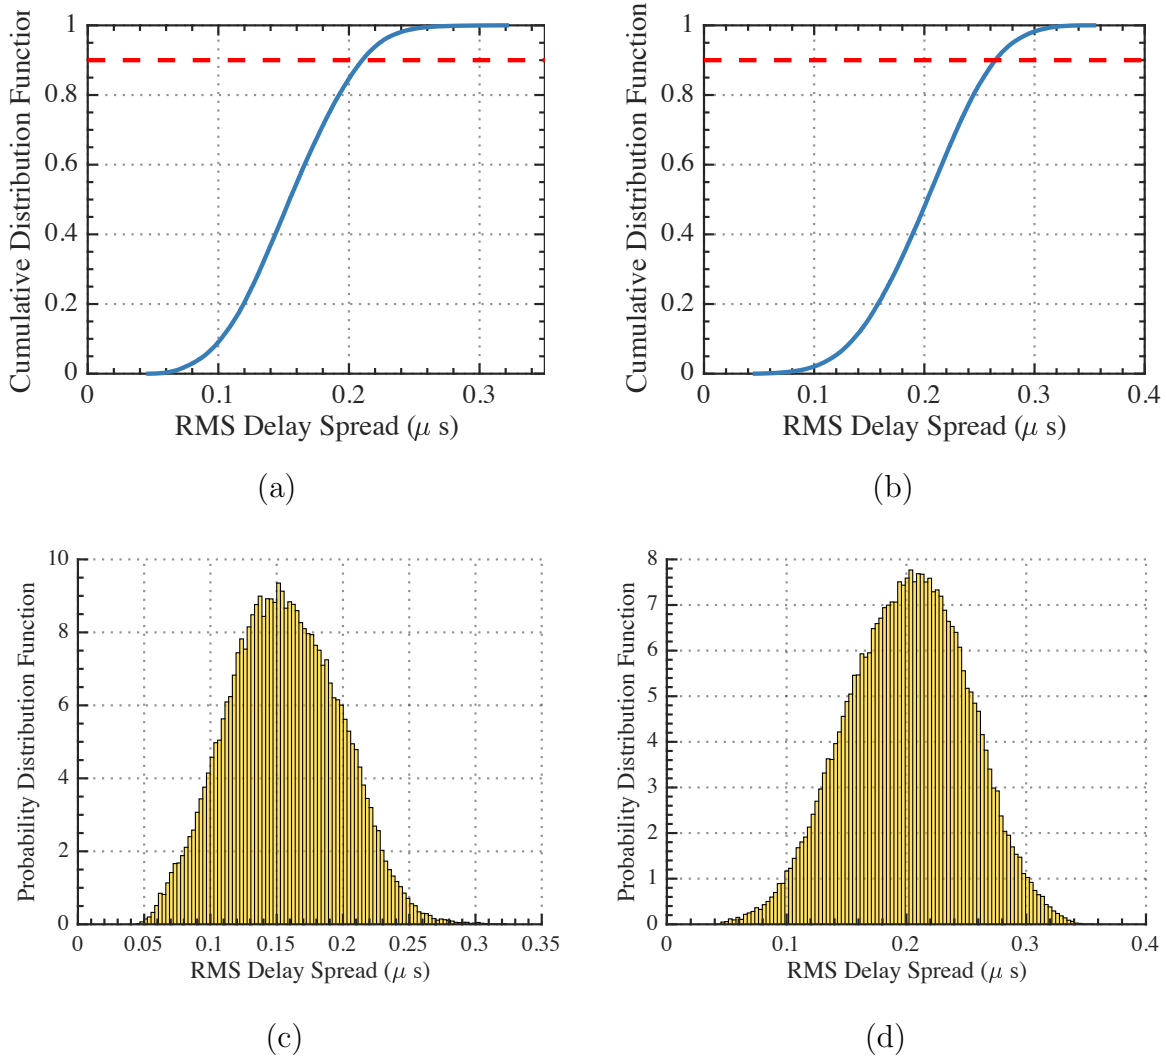 Cumulative Distribution Function
1
0.8
0.6
0.4
0.2
0
0 0.1 0.2 0.3
RMS Delay Spread (μ s)
(a)
Cumulative Distribution Function
1
0.8
0.6
0.4
0.2
0
0 0.1 0.2 0.3 0.4
RMS Delay Spread (μ s)
(b)
Probability Distribution Function
10
8
6
4
2
0
0 0.05 0.1 0.15 0.2 0.25 0.3 0.35
RMS Delay Spread (μ s)
(c)
Probability Distribution Function
8
7
6
5
4
3
2
1
0
0 0.1 0.2 0.3 0.4
RMS Delay Spread (μ s)
(d)